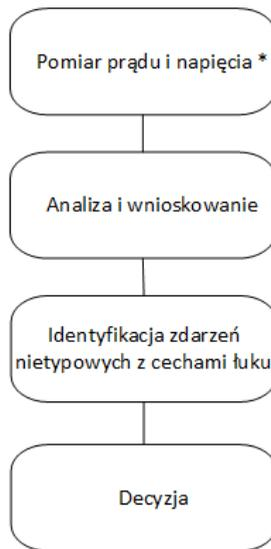 Pomiar prądu i napięcia *
Analiza i wnioskowanie
Identyfikacja zdarzeń
nietypowych z cechami łuku
Decyzja